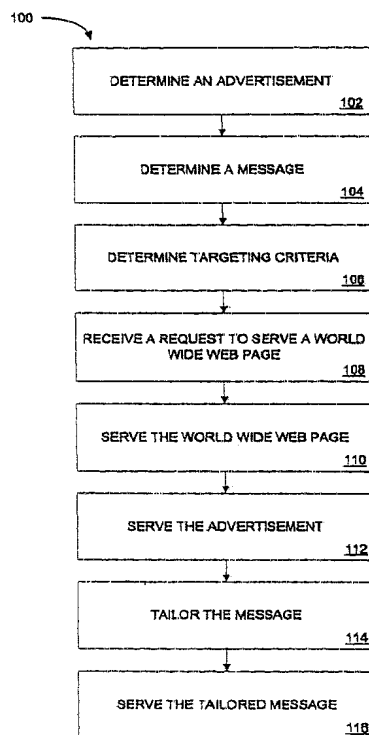 100
DETERMINE AN ADVERTISEMENT
102
DETERMINE A MESSAGE
104
DETERMINE TARGETING CRITERIA
106
RECEIVE A REQUEST TO SERVE A WORLD
WIDE WEB PAGE
108
SERVE THE WORLD WIDE WEB PAGE
110
SERVE THE ADVERTISEMENT
112
TAILOR THE MESSAGE
114
SERVE THE TAILORED MESSAGE
116